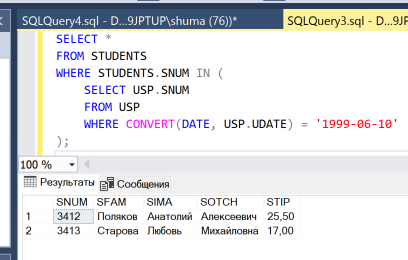 SQLQuery4.sql - D...9JPTUP\shuma (76))*
SQLQuery3.sql - D...9JP
SELECT *
FROM STUDENTS
WHERE STUDENTS.SNUM IN (
SELECT USP.SNUM
FROM USP
WHERE CONVERT(DATE, USP.UDATE) = '1999-06-10'
);
100 %
Результаты Сообщения
SNUM SFAM SIMA SOTCH STIP
1 3412 Поляков Анатолий Алексеевич 25,50
2 3413 Старова Любовь Михайловна 17,00